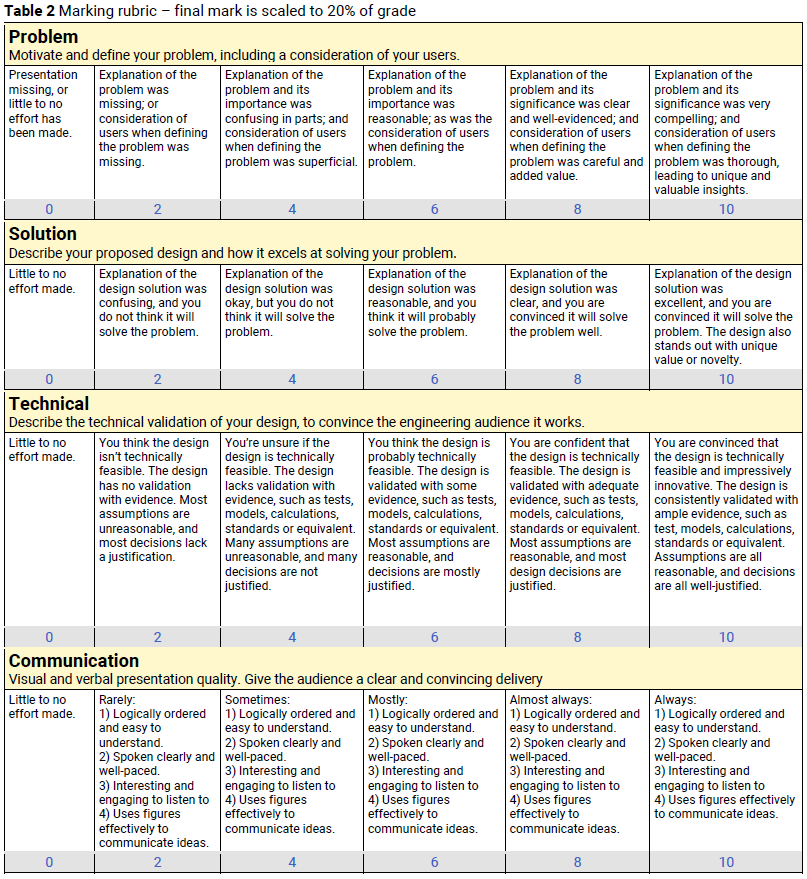 Table 2 Marking rubric – final mark is scaled to 20% of grade
Problem
Motivate and define your problem, including a consideration of your users.
Presentation
missing, or
little to no
effort has
been made.
Explanation of the
problem was
missing; or
consideration of
users when defining
the problem was
missing.
Explanation of the
problem and its
importance was
confusing in parts; and
consideration of users
when defining the
problem was superficial.
Explanation of the
problem and its
importance was
reasonable; as was the
consideration of users
when defining the
problem.
Explanation of the
problem and its
significance was clear
and well-evidenced; and
consideration of users
when defining the
problem was careful and
added value.
Explanation of the
problem and its
significance was very
compelling; and
consideration of users
when defining the
problem was thorough,
leading to unique and
valuable insights.
0 2 4 6 8 10
Solution
Describe your proposed design and how it excels at solving your problem.
Little to no
effort made.
Explanation of the
design solution was
confusing, and you
do not think it will
solve the problem.
Explanation of the
design solution was
okay, but you do not
think it will solve the
problem.
Explanation of the
design solution was
reasonable, and you
think it will probably
solve the problem.
Explanation of the
design solution was
clear, and you are
convinced it will solve
the problem well.
Explanation of the design
solution was
excellent, and you are
convinced it will solve the
problem. The design also
stands out with unique
value or novelty.
0 2 4 6 8 10
Technical
Describe the technical validation of your design, to convince the engineering audience it works.
Little to no
effort made.
You think the design
isn't technically
feasible. The design
has no validation
with evidence. Most
assumptions are
unreasonable, and
most decisions lack
a justification.
You're unsure if the
design is technically
feasible. The design
lacks validation with
evidence, such as tests,
models, calculations,
standards or equivalent.
Many assumptions are
unreasonable, and many
decisions are not
justified.
You think the design is
probably technically
feasible. The design is
validated with some
evidence, such as tests,
models, calculations,
standards or equivalent.
Most assumptions are
reasonable, and
decisions are mostly
justified.
You are confident that
the design is technically
feasible. The design is
validated with adequate
evidence, such as tests,
models, calculations,
standards or equivalent.
Most assumptions are
reasonable, and most
design decisions are
justified.
You are convinced that
the design is technically
feasible and impressively
innovative. The design is
consistently validated with
ample evidence, such as
test, models, calculations,
standards or equivalent.
Assumptions are all
reasonable, and decisions
are all well-justified.
0 2 4 6 8 10
Communication
Visual and verbal presentation quality. Give the audience a clear and convincing delivery
Little to no
effort made.
Rarely:
1) Logically ordered
and easy to
understand.
2) Spoken clearly and
well-paced.
3) Interesting and
engaging to listen to
4) Uses figures
effectively to
communicate ideas.
Sometimes:
1) Logically ordered and
easy to understand.
2) Spoken clearly and
well-paced.
3) Interesting and
engaging to listen to
4) Uses figures
effectively to
communicate ideas.
Mostly:
1) Logically ordered and
easy to understand.
2) Spoken clearly and
well-paced.
3) Interesting and
engaging to listen to
4) Uses figures
effectively to
communicate ideas.
Almost always:
1) Logically ordered and
easy to understand.
2) Spoken clearly and
well-paced.
3) Interesting and
engaging to listen to
4) Uses figures
effectively to
communicate ideas.
Always:
1) Logically ordered and
easy to understand.
2) Spoken clearly and
well-paced.
3) Interesting and
engaging to listen to
4) Uses figures effectively
to communicate ideas.
0 2 4 6 8 10